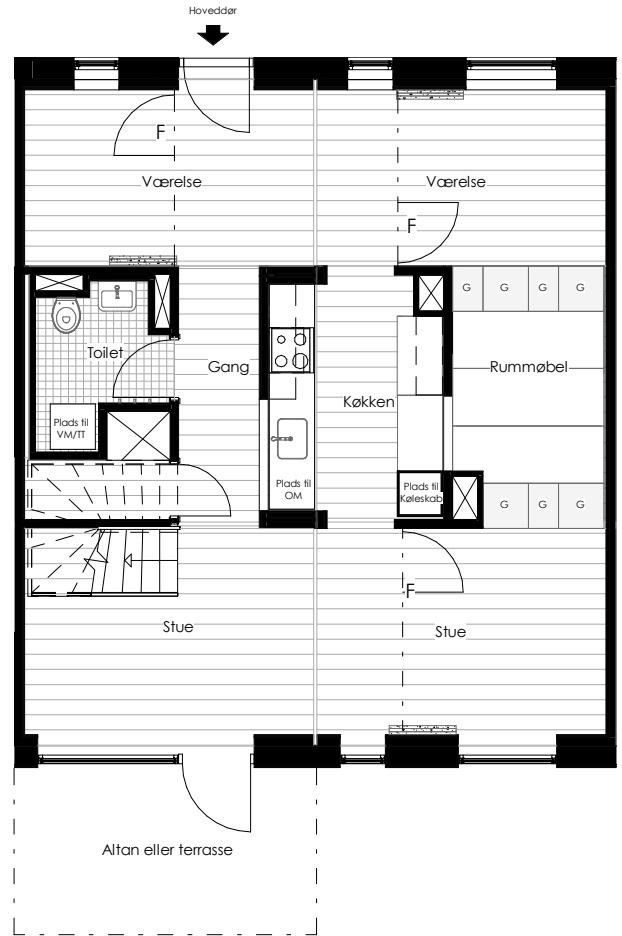 Hoveddør
F
Værelse
Værelse
F
G
G
G
G
Toilet
Gang
Rummøbel
Køkken
Plads til
VM/TT
Plads til
OM
Plads til
Køleskab
G
G
G
F
Stue
Stue
Altan eller terrasse